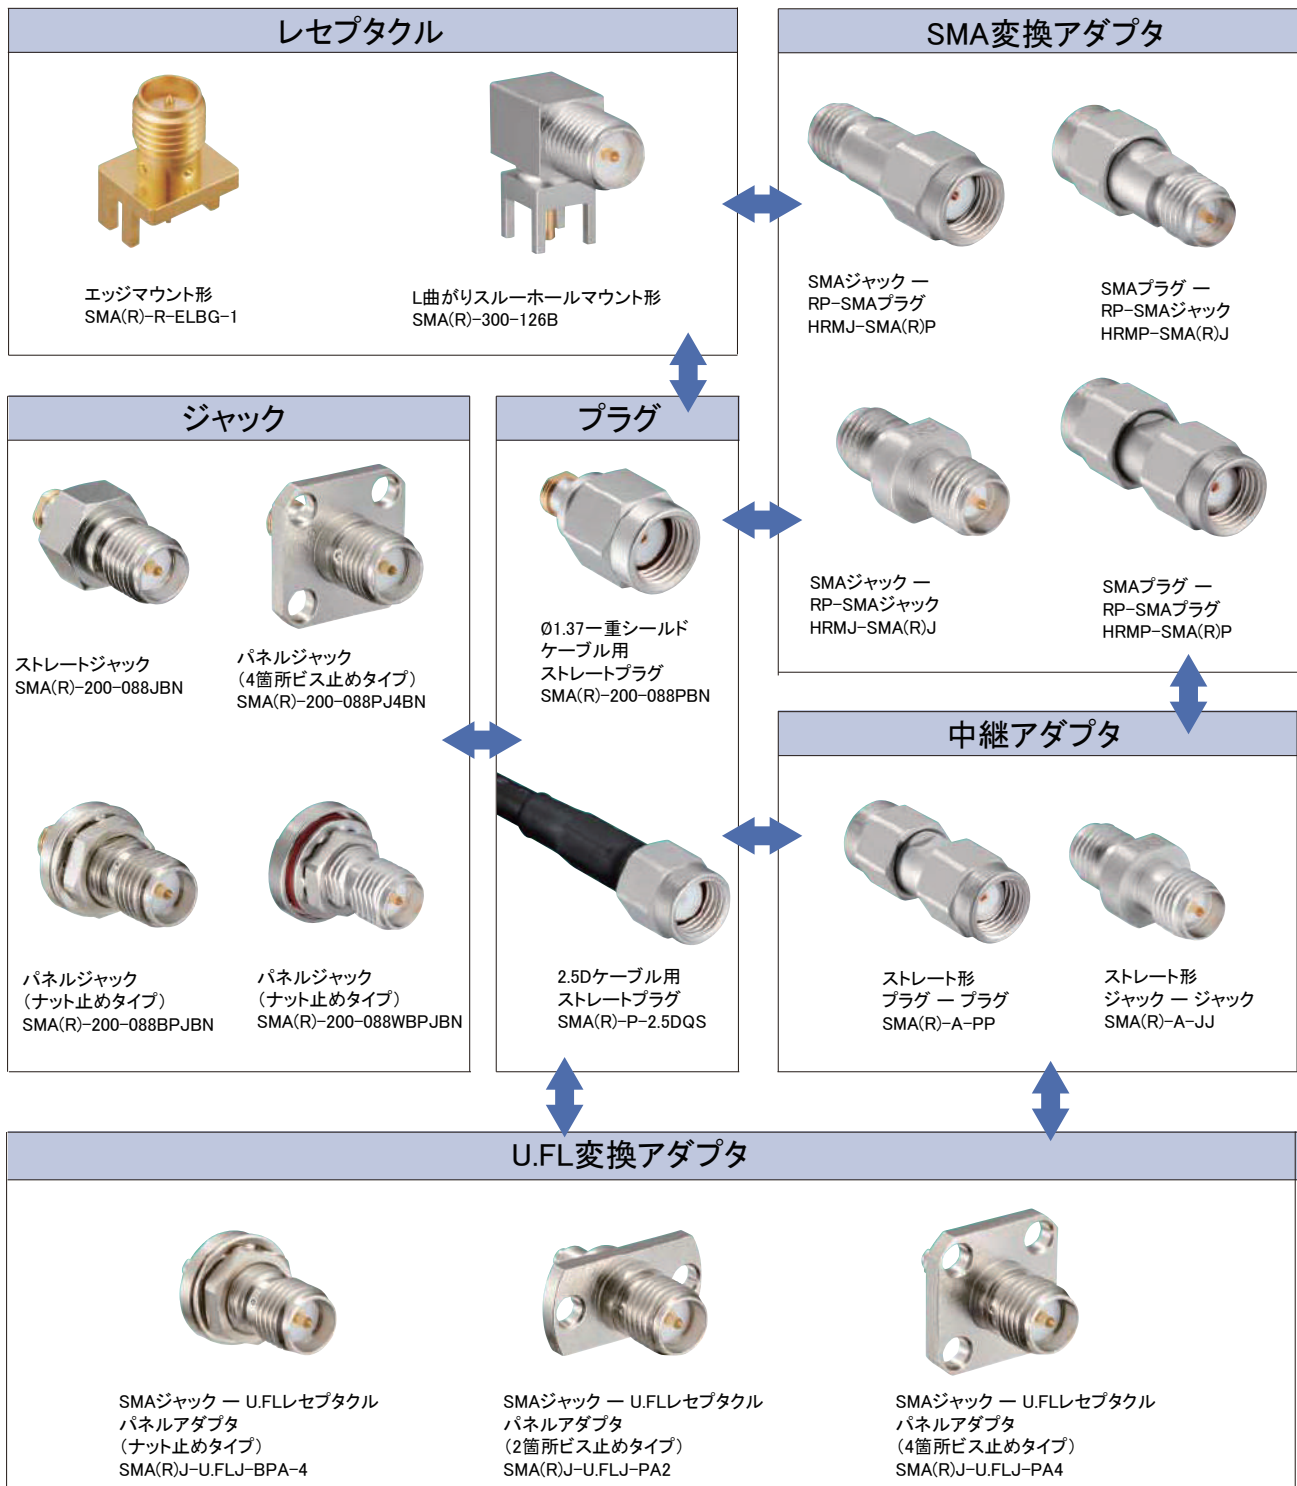 レセプタクル
エッジマウント形
SMA(R)-R-ELBG-1
L曲がりスルーホールマウント形
SMA(R)-300-126B
SMA変換アダプタ
SMAジャック ー
RP-SMAプラグ
HRMJ-SMA(R)P
SMAプラグ ー
RP-SMAジャック
HRMP-SMA(R)J
SMAジャック ー
RP-SMAジャック
HRMJ-SMA(R)J
SMAプラグ ー
RP-SMAプラグ
HRMP-SMA(R)P
ジャック
ストレートジャック
SMA(R)-200-088JBN
パネルジャック
(4箇所ビス止めタイプ)
SMA(R)-200-088PJ4BN
パネルジャック
(ナット止めタイプ)
SMA(R)-200-088BPJBN
パネルジャック
(ナット止めタイプ)
SMA(R)-200-088WBPJBN
プラグ
Ø1.37一重シールド
ケーブル用
ストレートプラグ
SMA(R)-200-088PBN
2.5Dケーブル用
ストレートプラグ
SMA(R)-P-2.5DQS
中継アダプタ
ストレート形
プラグ ー プラグ
SMA(R)-A-PP
ストレート形
ジャック ー ジャック
SMA(R)-A-JJ
U.FL変換アダプタ
SMAジャック ー U.FLレセプタクル
パネルアダプタ
(ナット止めタイプ)
SMA(R)J-U.FLJ-BPA-4
SMAジャック ー U.FLレセプタクル
パネルアダプタ
(2箇所ビス止めタイプ)
SMA(R)J-U.FLJ-PA2
SMAジャック ー U.FLレセプタクル
パネルアダプタ
(4箇所ビス止めタイプ)
SMA(R)J-U.FLJ-PA4